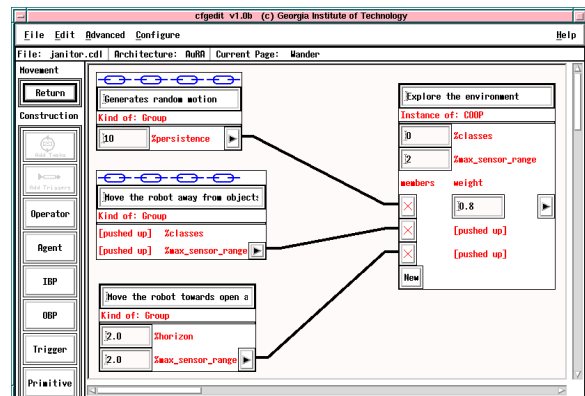 cfgedit v1.0b (c) Georgia Institute of Technology
File Edit Advanced Configure Help
File: janitor.cdl Architecture: AuRA Current Page: Wander
Movement
Return
Construction
Add Tasks
Add Triggers
Operator
Agent
IBP
OBP
Trigger
Primitive
Generates random motion
Kind of: Group
10 %persistence
Move the robot away from objects
Kind of: Group
[pushed up] %classes
[pushed up] %max_sensor_range
Move the robot towards open a
Kind of: Group
2.0 %horizon
2.0 %max_sensor_range
Explore the environment
Instance of: COOP
0 %classes
2 %max_sensor_range
members weight
0.8
[pushed up]
[pushed up]
New